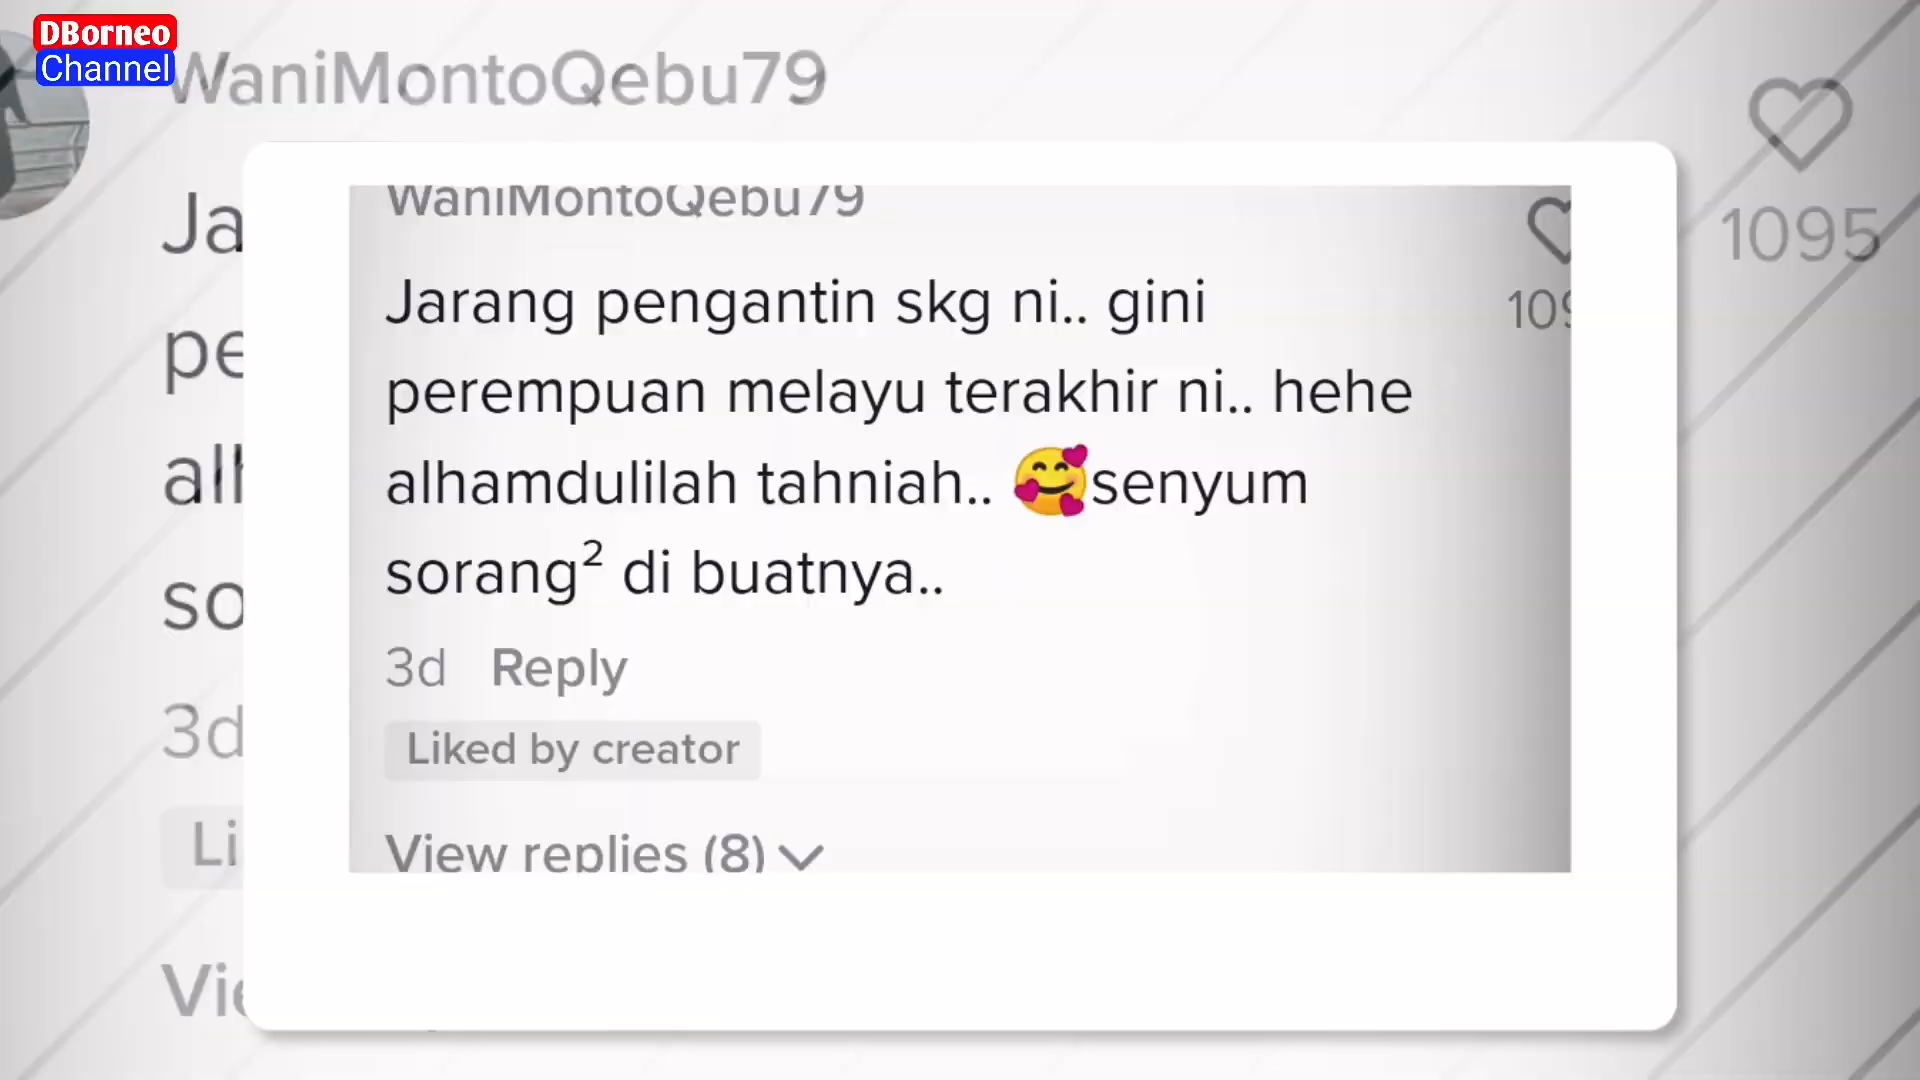 DBorneo
Channel
WaniMontoQebu79
1095
WaniMontoQebu79
Jarang pengantin skg ni.. gini
perempuan melayu terakhir ni.. hehe
alhamdulilah tahniah.. 🥰senyum
sorang² di buatnya..
3d Reply
Liked by creator
View replies (8)
3d